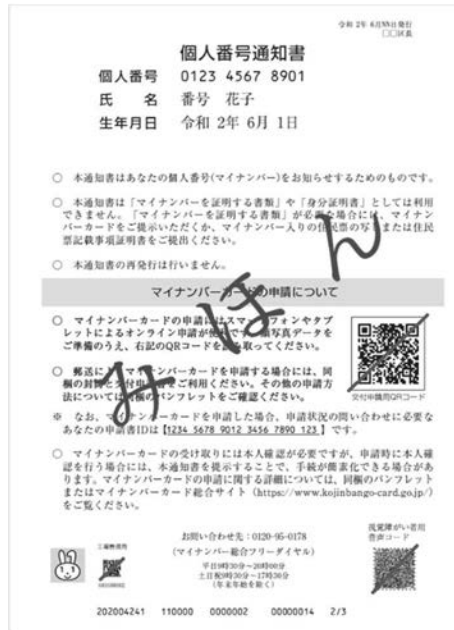 令和 2年 6月NN日発行
□□区長
個人番号通知書
個人番号 0123 4567 8901
氏 名 番号 花子
生年月日 令和 2年 6月 1日
○ 本通知書はあなたの個人番号(マイナンバー)をお知らせするためのものです。
○ 本通知書は「マイナンバーを証明する書類」や「身分証明書」としては利用
できません。「マイナンバーを証明する書類」が必要な場合には、マイナン
バーカードをご提示いただくか、マイナンバー入りの住民票の写しまたは住民
票記載事項証明書をご提出ください。
○ 本通知書の再発行は行いません。
マイナンバーカードの申請について
○ マイナンバーカードの申請にはスマートフォンやタブ
レットによるオンライン申請が便利です。顔写真データを
ご準備のうえ、右記のQRコードを読み取ってください。
○ 郵送によりマイナンバーカードを申請する場合には、同
梱の封筒と交付申請書をご利用ください。その他の申請方
法については同梱のパンフレットをご確認ください。
交付申請用QRコード
※ なお、マイナンバーカードを申請した場合、申請状況の問い合わせに必要な
あなたの申請書IDは【1234 5678 9012 3456 7890 123 】です。
○ マイナンバーカードの受け取りには本人確認が必要ですが、申請時に本人確
認を行う場合には、本通知書を提示することで、手続が簡素化できる場合があ
ります。マイナンバーカードの申請に関する詳細については、同梱のパンフレット
またはマイナンバーカード総合サイト(https://www.kojinbango-card.go.jp/)
をご覧ください。
みほん
お問い合わせ先:0120-95-0178
(マイナンバー総合フリーダイヤル)
平日9時30分~20時00分
土日祝9時30分~17時30分
(年末年始を除く)
視覚障がい者用
音声コード
202004241 110000 0000002 00000014 2/3